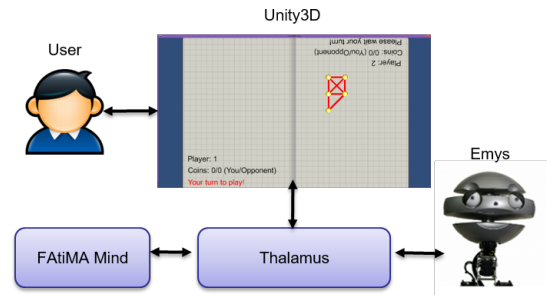 Unity3D
User
Please wait your turn!
Coins: 0/0 (You/Opponent)
Player: 2
Player: 1
Coins: 0/0 (You/Opponent)
Your turn to play!
Emys
FAtiMA Mind
Thalamus